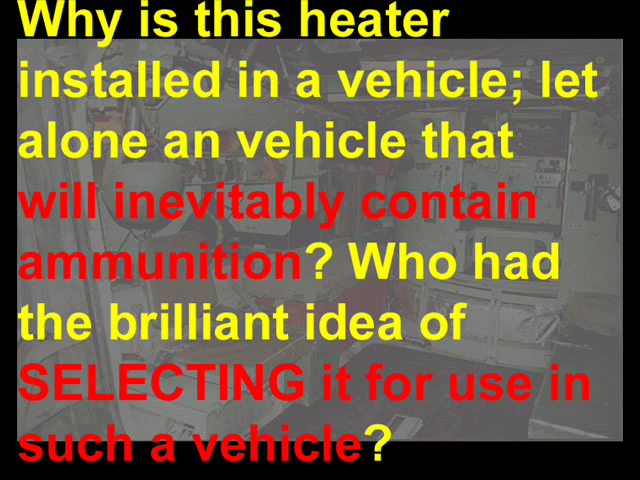 Why is this heater
installed in a vehicle; let
alone an vehicle that
will inevitably contain
ammunition? Who had
the brilliant idea of
SELECTING it for use in
such a vehicle?